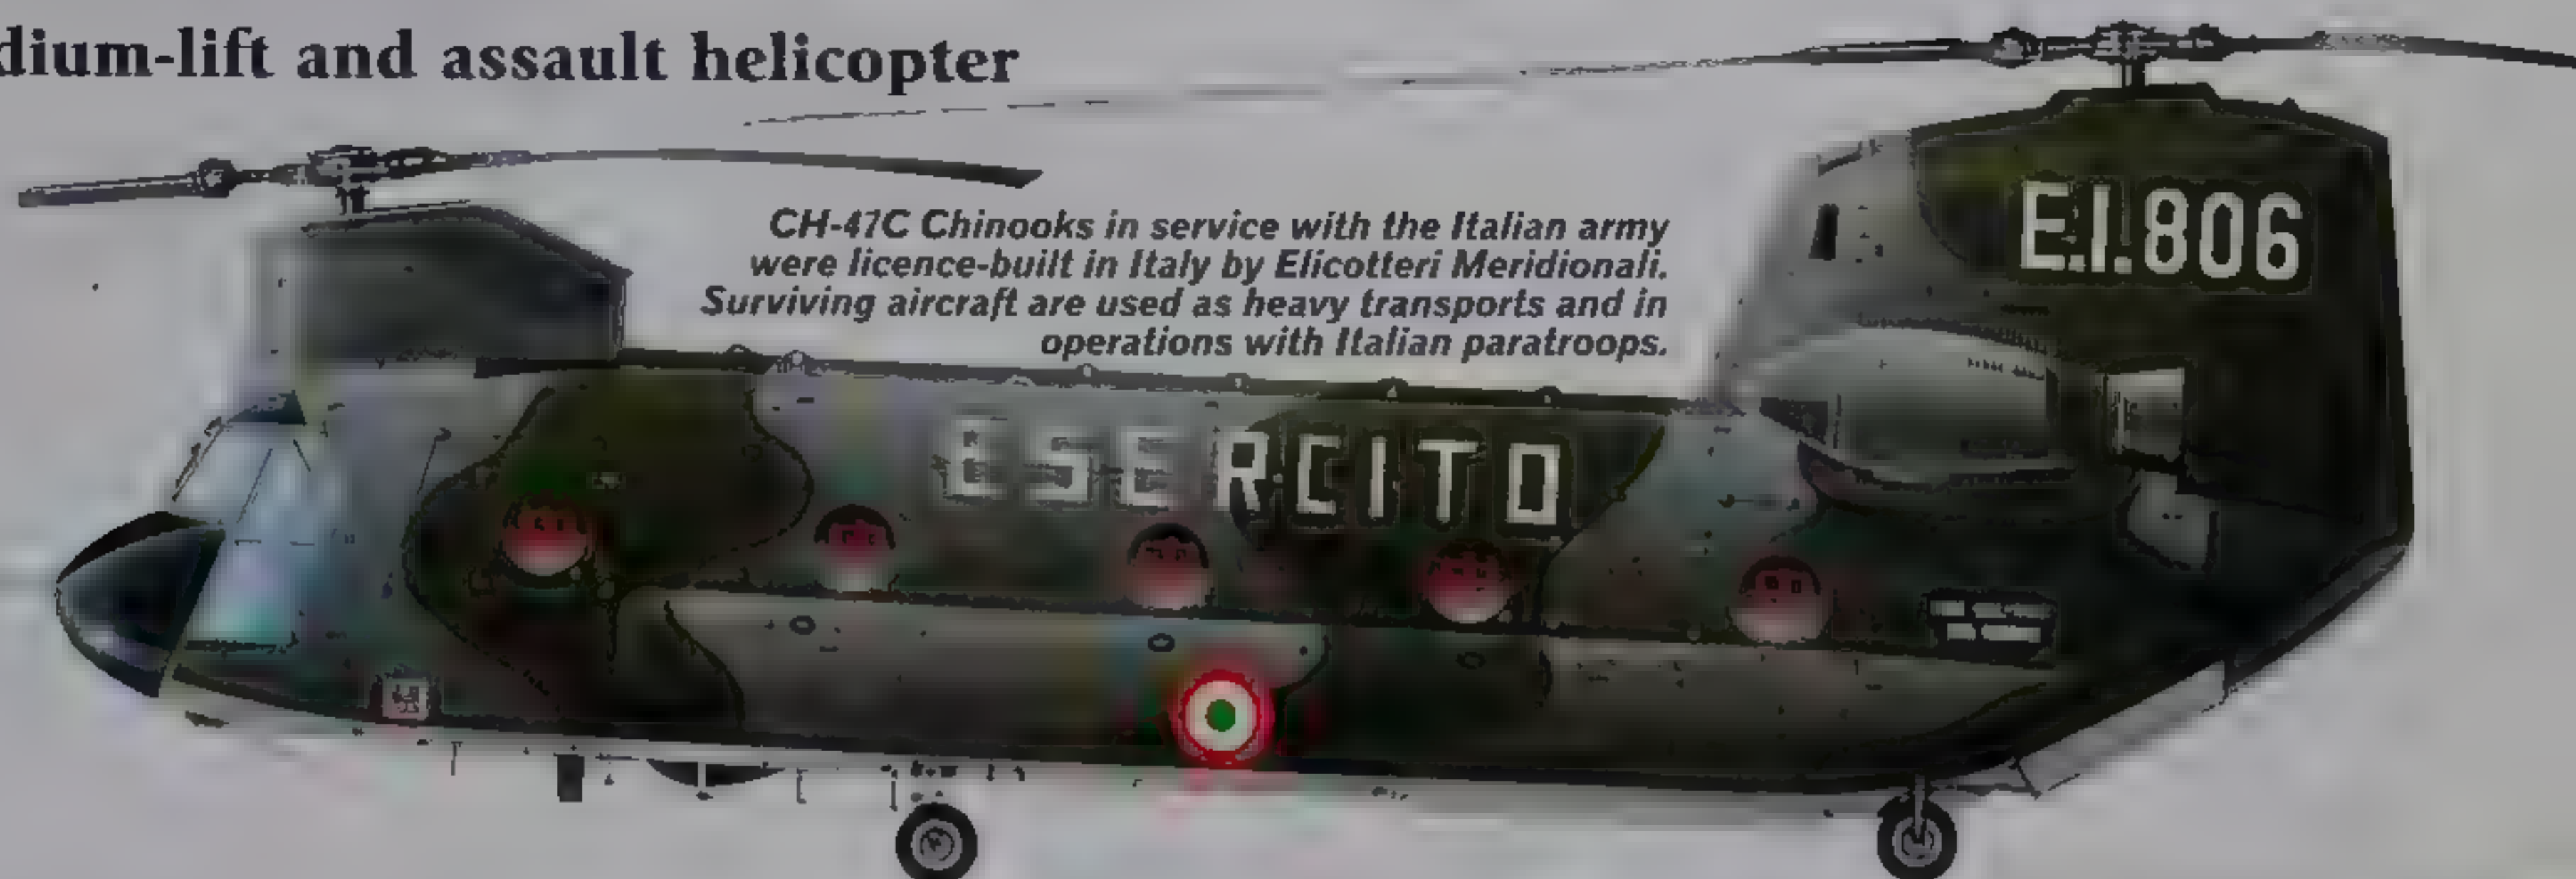 dium-lift and assault helicopter
CH-47C Chinooks in service with the Italian army
were licence-built in Italy by Elicotteri Meridionali.
Surviving aircraft are used as heavy transports and in
operations with Italian paratroops.
E.I.806
ESERCITO